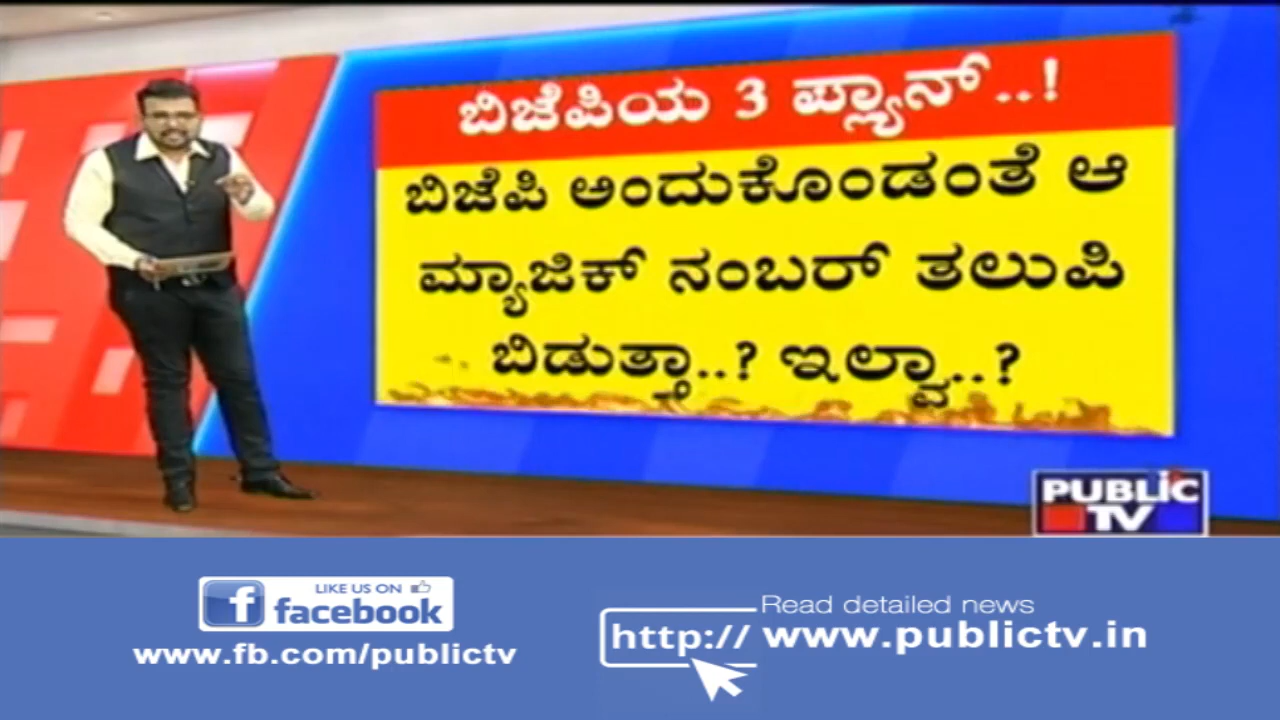 ಬಿಜೆಪಿಯ 3 ಪ್ಲ್ಯಾನ್..!
ಬಿಜೆಪಿ ಅಂದುಕೊಂಡಂತೆ ಆ
ಮ್ಯಾಜಿಕ್ ನಂಬರ್ ತಲುಪಿ
ಬಿಡುತ್ತಾ..? ಇಲ್ವಾ..?
PUBLiC
TV
LIKE US ON
facebook
www.fb.com/publictv
Read detailed news
http:// www.publictv.in